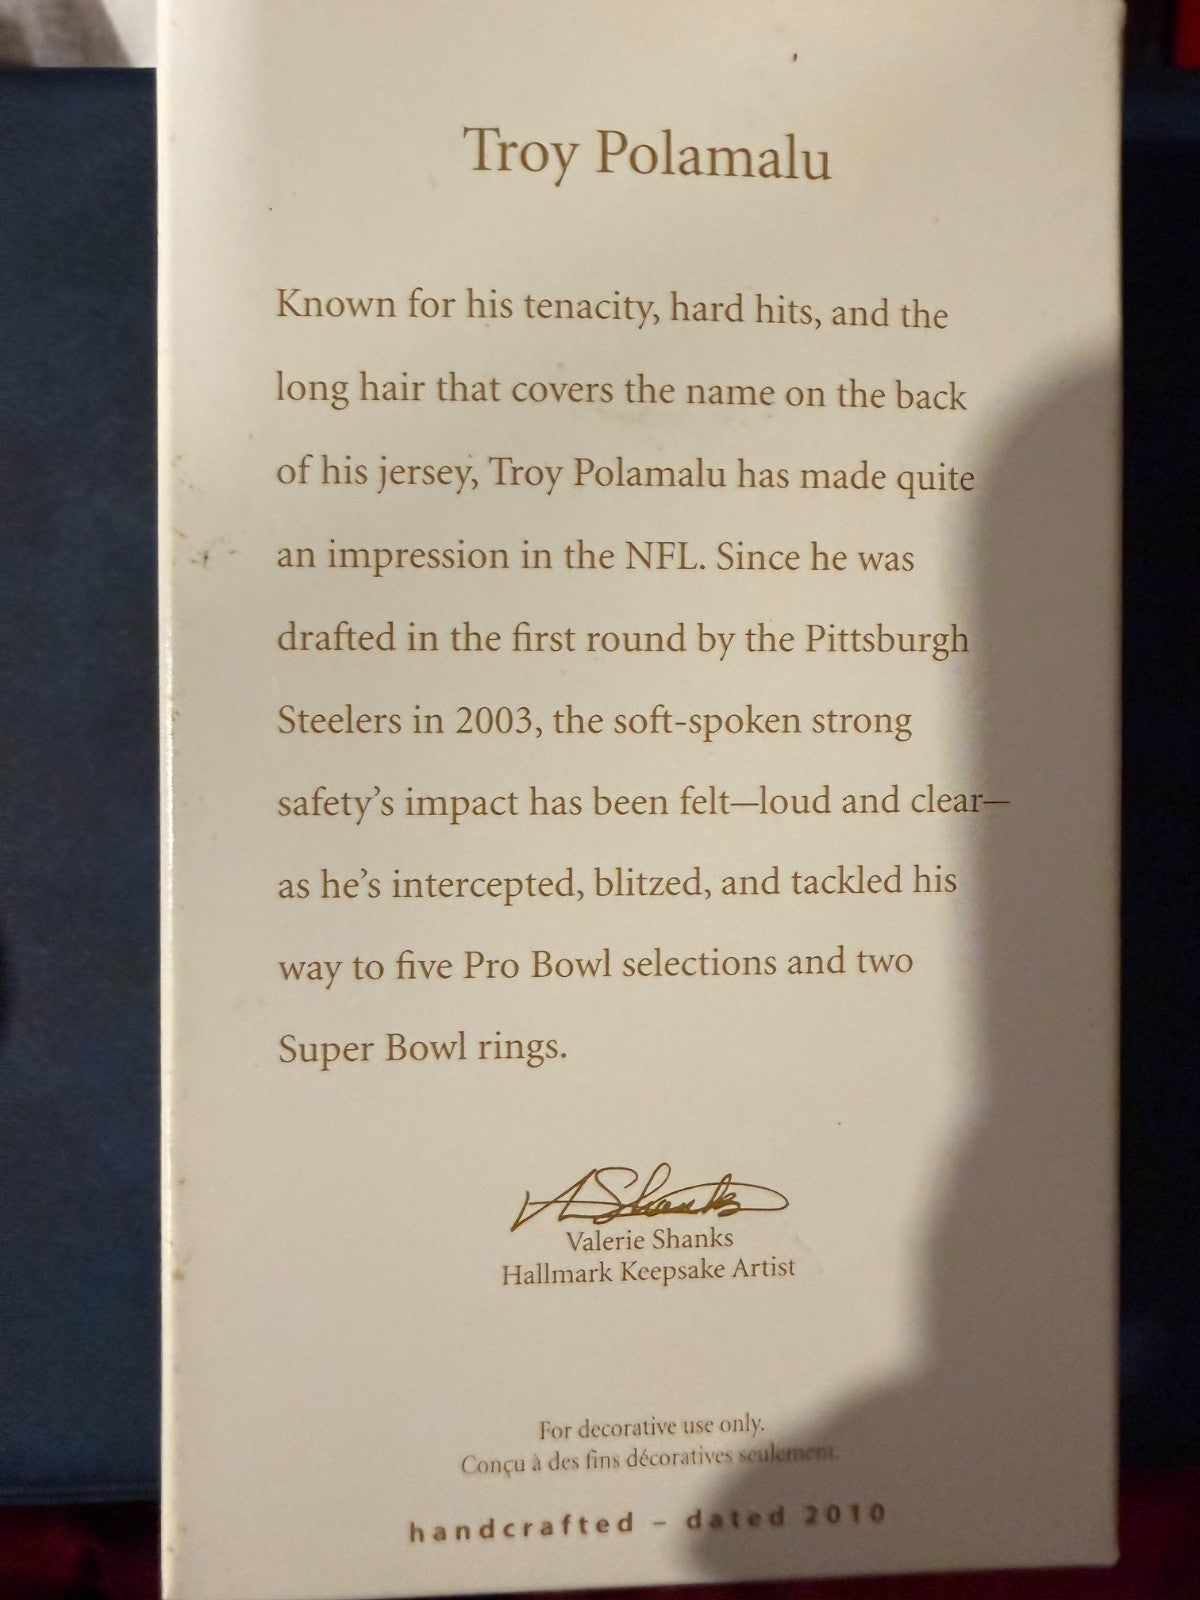 Troy Polamalu
Known for his tenacity, hard hits, and the
long hair that covers the name on the back
of his jersey, Troy Polamalu has made quite
an impression in the NFL. Since he was
drafted in the first round by the Pittsburgh
Steelers in 2003, the soft-spoken strong
safety’s impact has been felt—loud and clear—
as he’s intercepted, blitzed, and tackled his
way to five Pro Bowl selections and two
Super Bowl rings.
VShanks
Valerie Shanks
Hallmark Keepsake Artist
For decorative use only.
Conçu à des fins décoratives seulement.
handcrafted – dated 2010